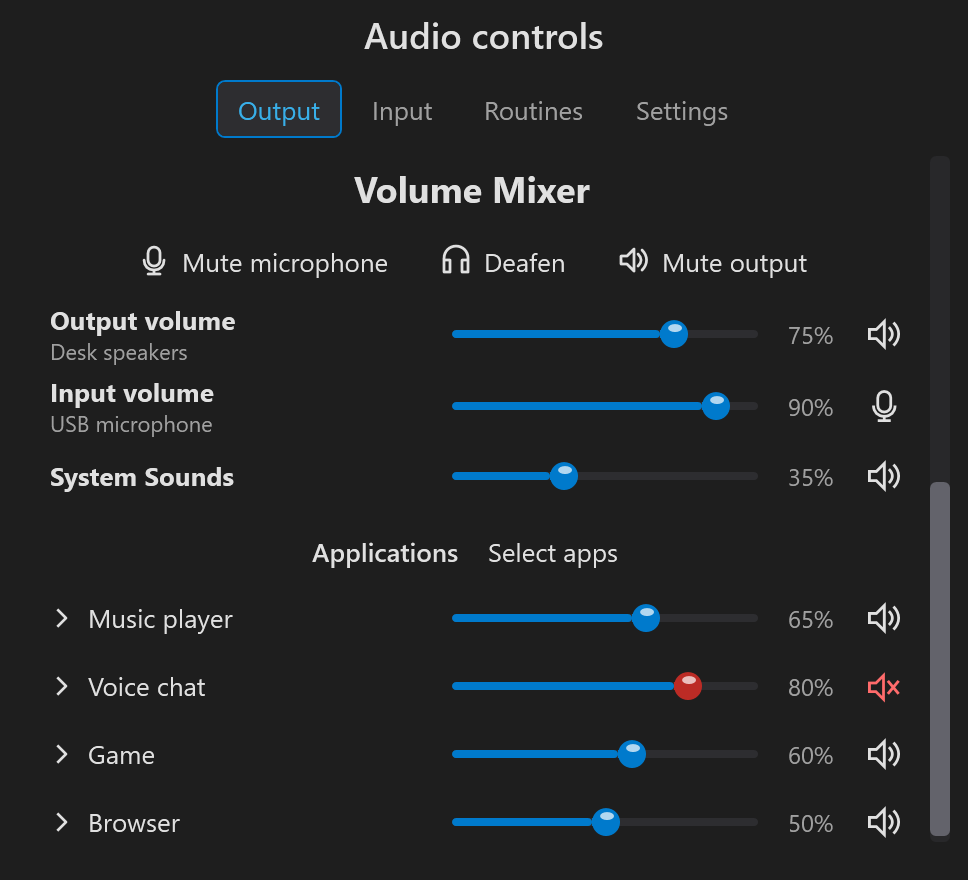 Audio controls
Output Input Routines Settings
Volume Mixer
Mute microphone Deafen Mute output
Output volume
Desk speakers
75%
Input volume
USB microphone
90%
System Sounds 35%
Applications Select apps
Music player 65%
Voice chat 80%
Game 60%
Browser 50%